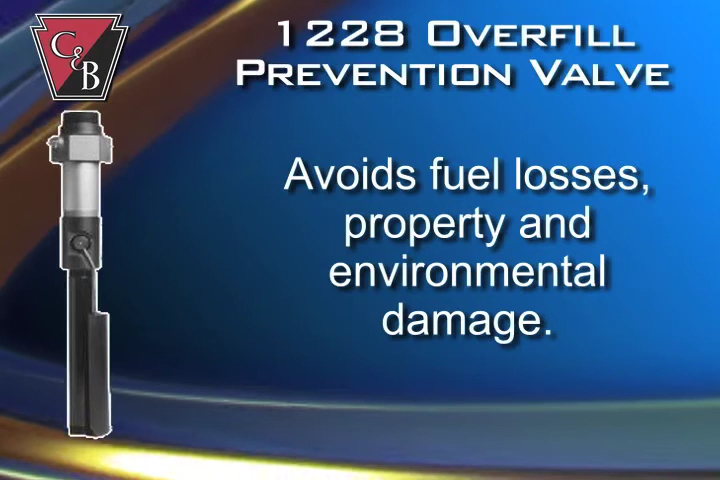 C&B
1228 OVERFILL
PREVENTION VALVE
Avoids fuel losses,
property and
environmental
damage.